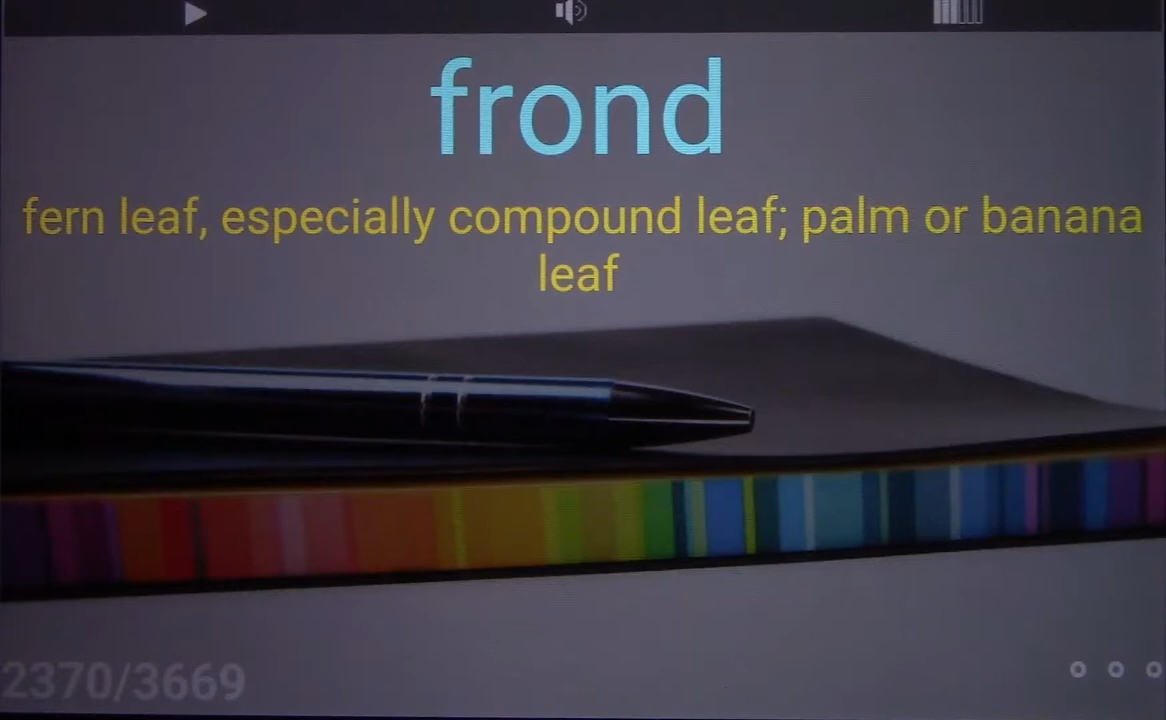 frond
fern leaf, especially compound leaf; palm or banana
leaf
2370/3669